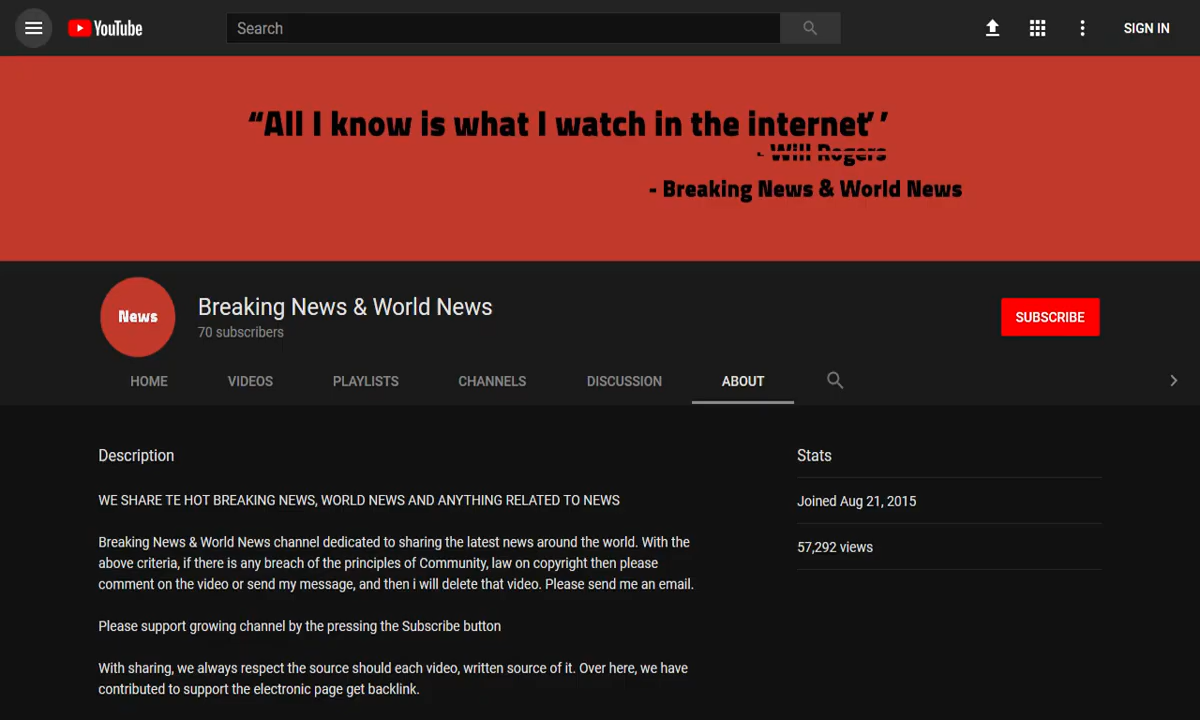 YouTube
Search
SIGN IN
“All I know is what I watch in the internet’’
- Will Rogers
- Breaking News & World News
News
Breaking News & World News
70 subscribers
SUBSCRIBE
HOME VIDEOS PLAYLISTS CHANNELS DISCUSSION ABOUT
Description
WE SHARE TE HOT BREAKING NEWS, WORLD NEWS AND ANYTHING RELATED TO NEWS
Breaking News & World News channel dedicated to sharing the latest news around the world. With the
above criteria, if there is any breach of the principles of Community, law on copyright then please
comment on the video or send my message, and then i will delete that video. Please send me an email.
Please support growing channel by the pressing the Subscribe button
With sharing, we always respect the source should each video, written source of it. Over here, we have
contributed to support the electronic page get backlink.
Stats
Joined Aug 21, 2015
57,292 views